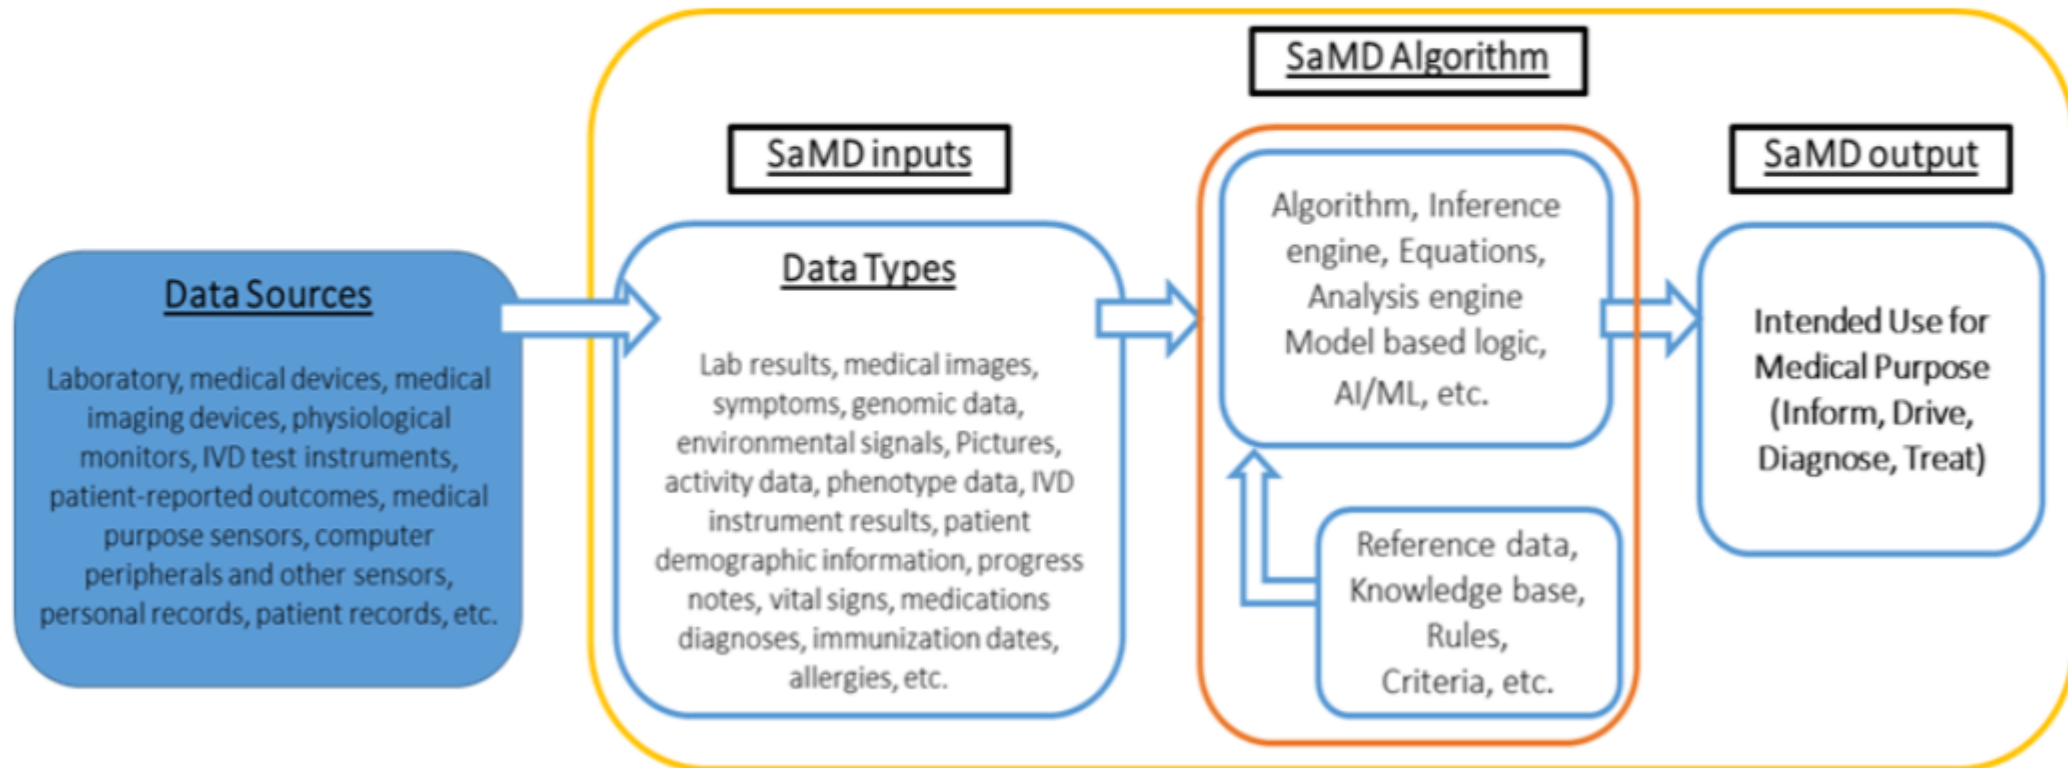 Data Sources
Laboratory, medical devices, medical
imaging devices, physiological
monitors, IVD test instruments,
patient-reported outcomes, medical
purpose sensors, computer
peripherals and other sensors,
personal records, patient records, etc.
SaMD inputs
Data Types
Lab results, medical images,
symptoms, genomic data,
environmental signals, Pictures,
activity data, phenotype data, IVD
instrument results, patient
demographic information, progress
notes, vital signs, medications
diagnoses, immunization dates,
allergies, etc.
SaMD Algorithm
Algorithm, Inference
engine, Equations,
Analysis engine
Model based logic,
AI/ML, etc.
Reference data,
Knowledge base,
Rules,
Criteria, etc.
SaMD output
Intended Use for
Medical Purpose
(Inform, Drive,
Diagnose, Treat)